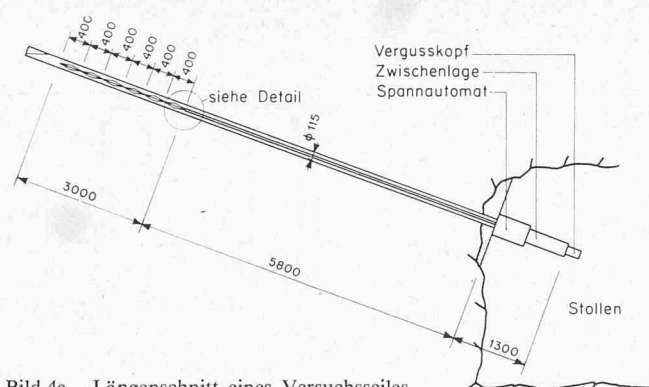 400
400
400
400
400
400
Vergusskopf
Zwischenlage
Spannautomat
siehe Detail
ϕ 115
3000
5800
1300
Stollen
Bild 4a. Längenschnitt eines Versuchsseiles